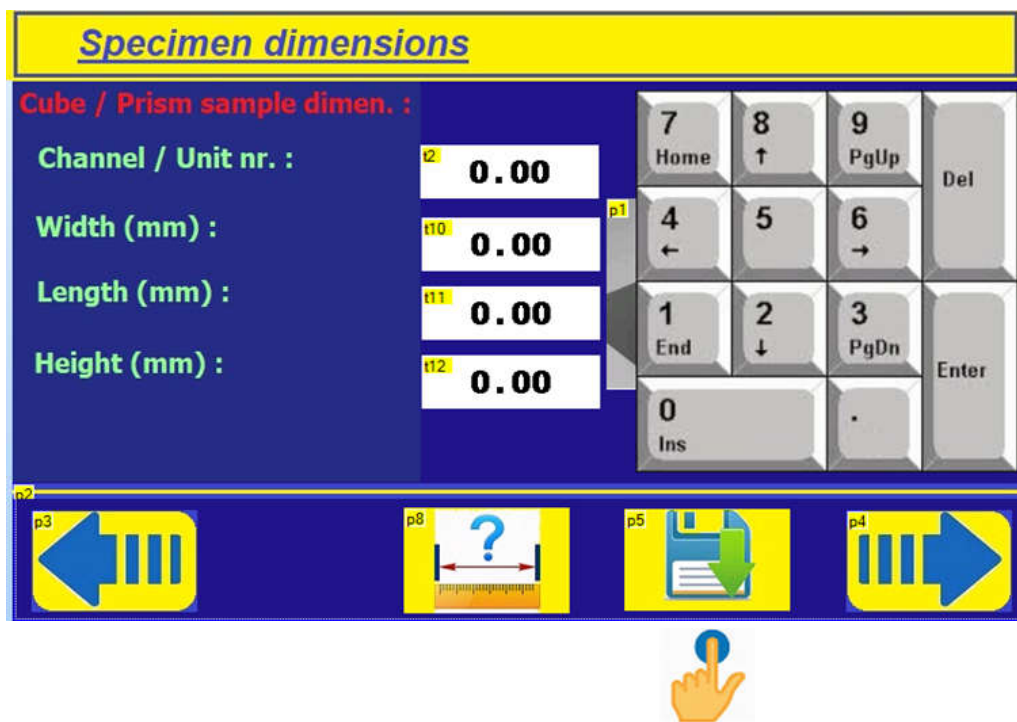 Specimen dimensions
Cube / Prism sample dimen. :
Channel / Unit nr. :
t2
0.00
Width (mm) :
t10
0.00
Length (mm) :
t11
0.00
Height (mm) :
t12
0.00
p1
7
Home
8
↑
9
PgUp
Del
4
←
5
6
→
1
End
2
↓
3
PgDn
Enter
0
Ins
.
p2
p3
p8
?
p5
p4